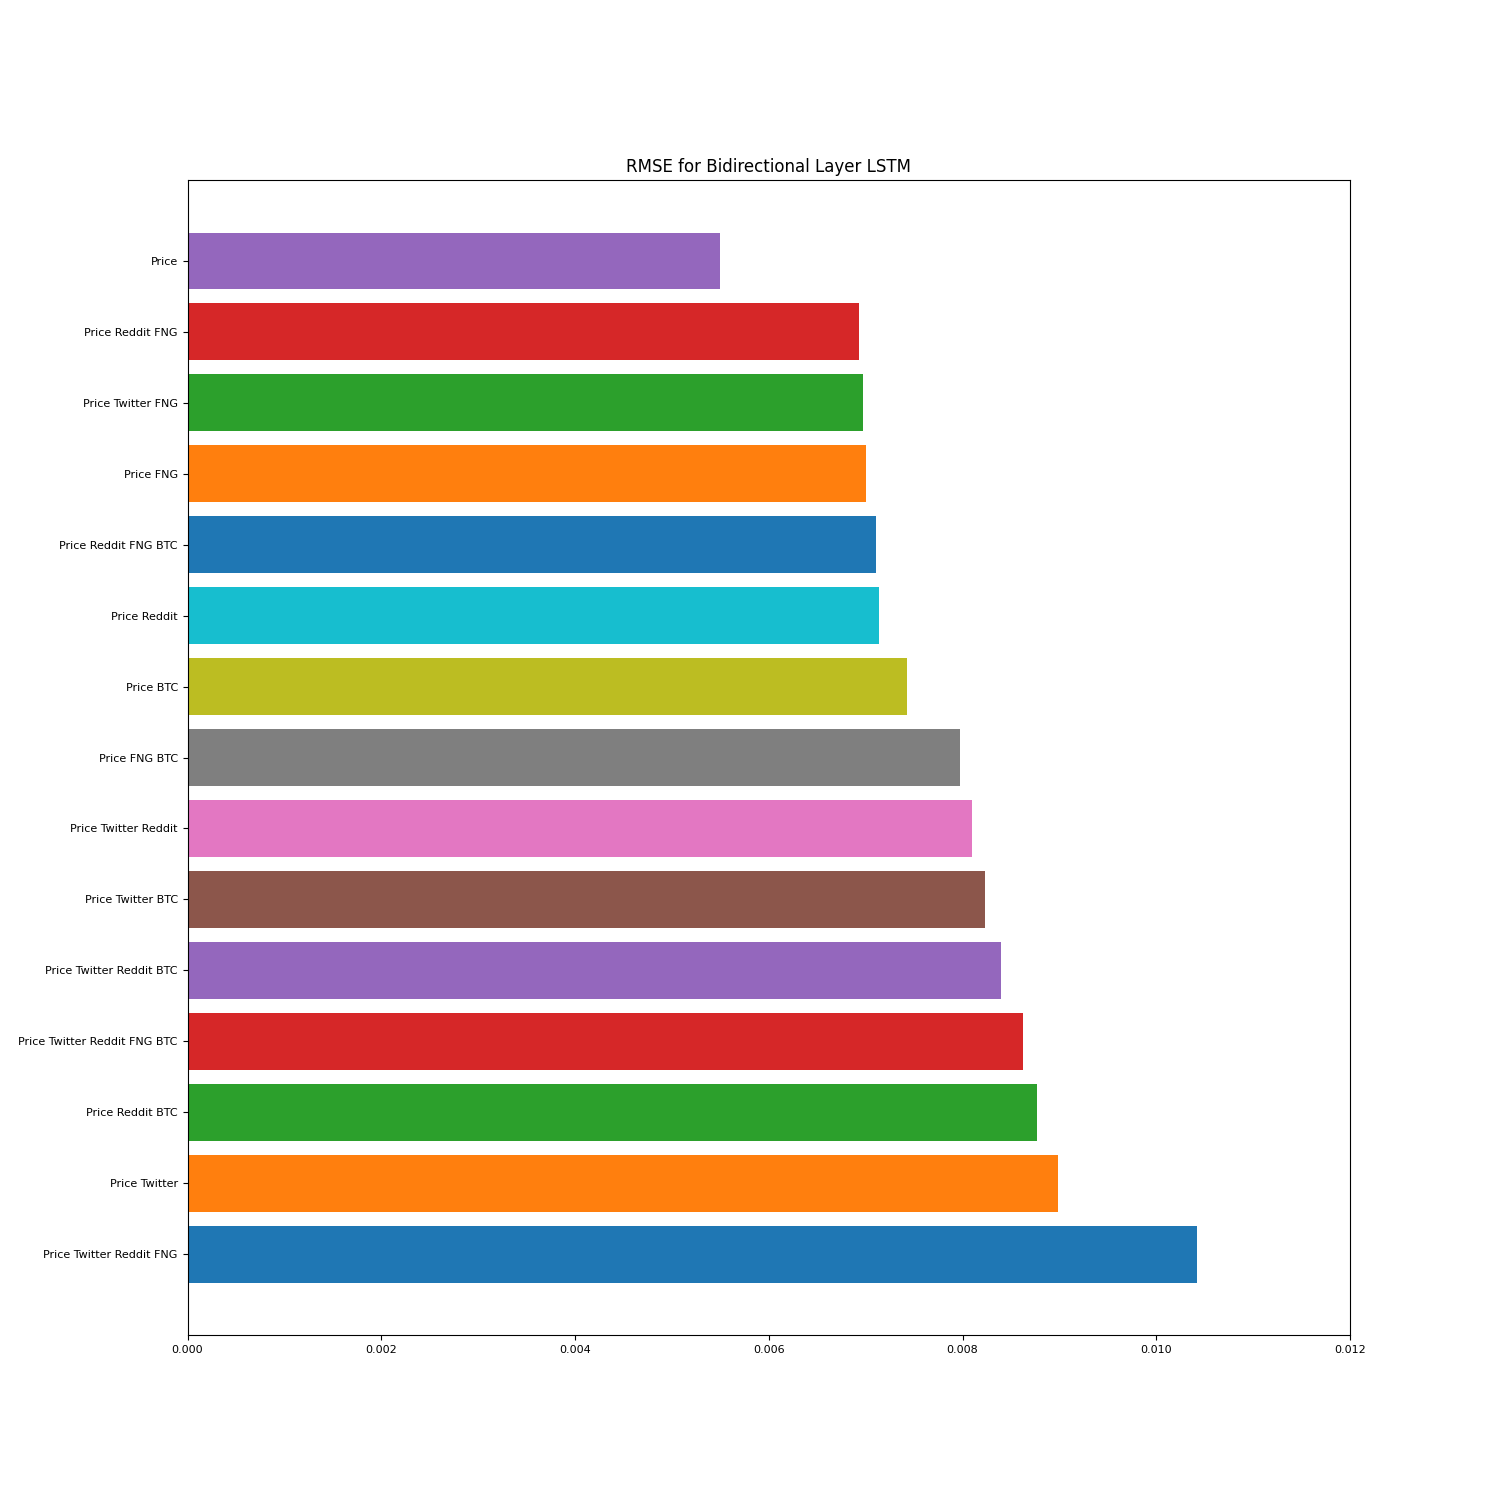 RMSE for Bidirectional Layer LSTM
Price
Price Reddit FNG
Price Twitter FNG
Price FNG
Price Reddit FNG BTC
Price Reddit
Price BTC
Price FNG BTC
Price Twitter Reddit
Price Twitter BTC
Price Twitter Reddit BTC
Price Twitter Reddit FNG BTC
Price Reddit BTC
Price Twitter
Price Twitter Reddit FNG
0.000 0.002 0.004 0.006 0.008 0.010 0.012